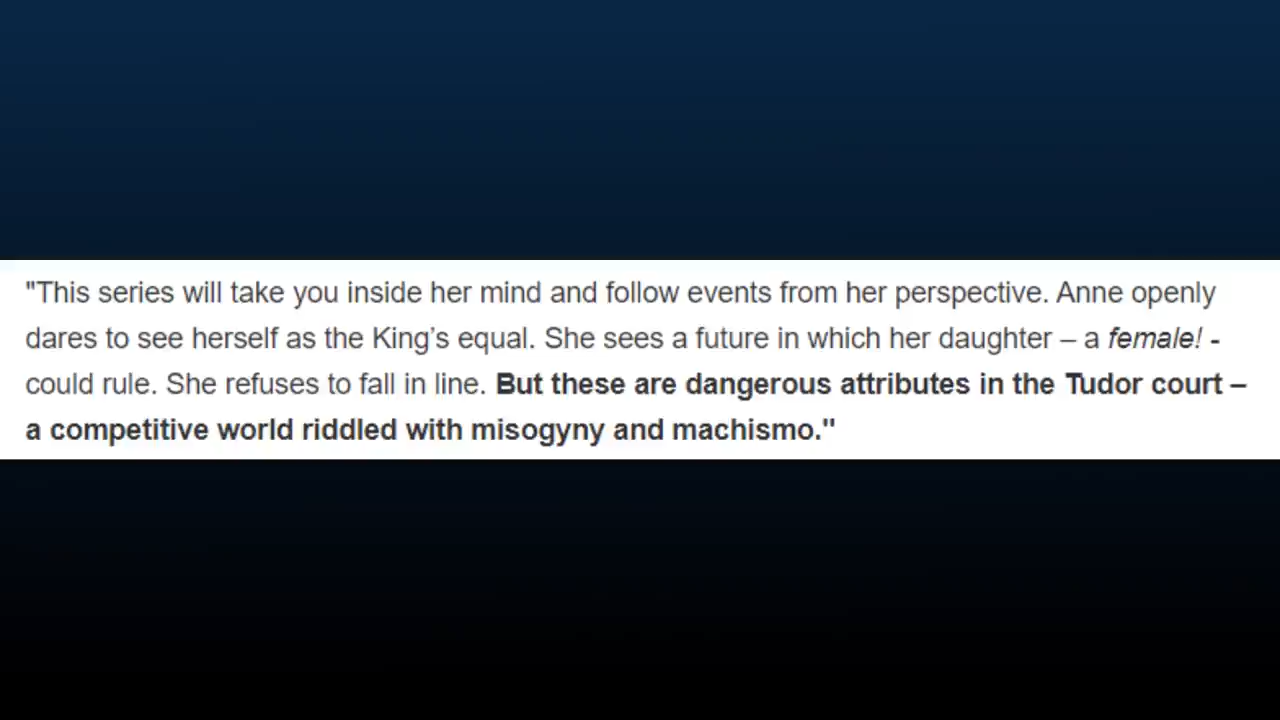 "This series will take you inside her mind and follow events from her perspective. Anne openly
dares to see herself as the King’s equal. She sees a future in which her daughter – a female! -
could rule. She refuses to fall in line. But these are dangerous attributes in the Tudor court –
a competitive world riddled with misogyny and machismo."